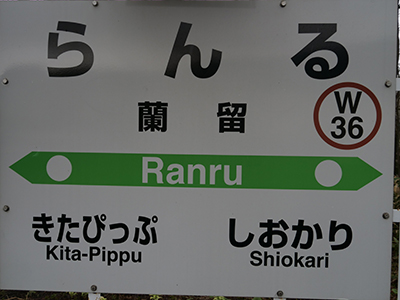 らんる
蘭留
W
36
Ranru
きたぴっぷ
Kita-Pippu
しおかり
Shiokari